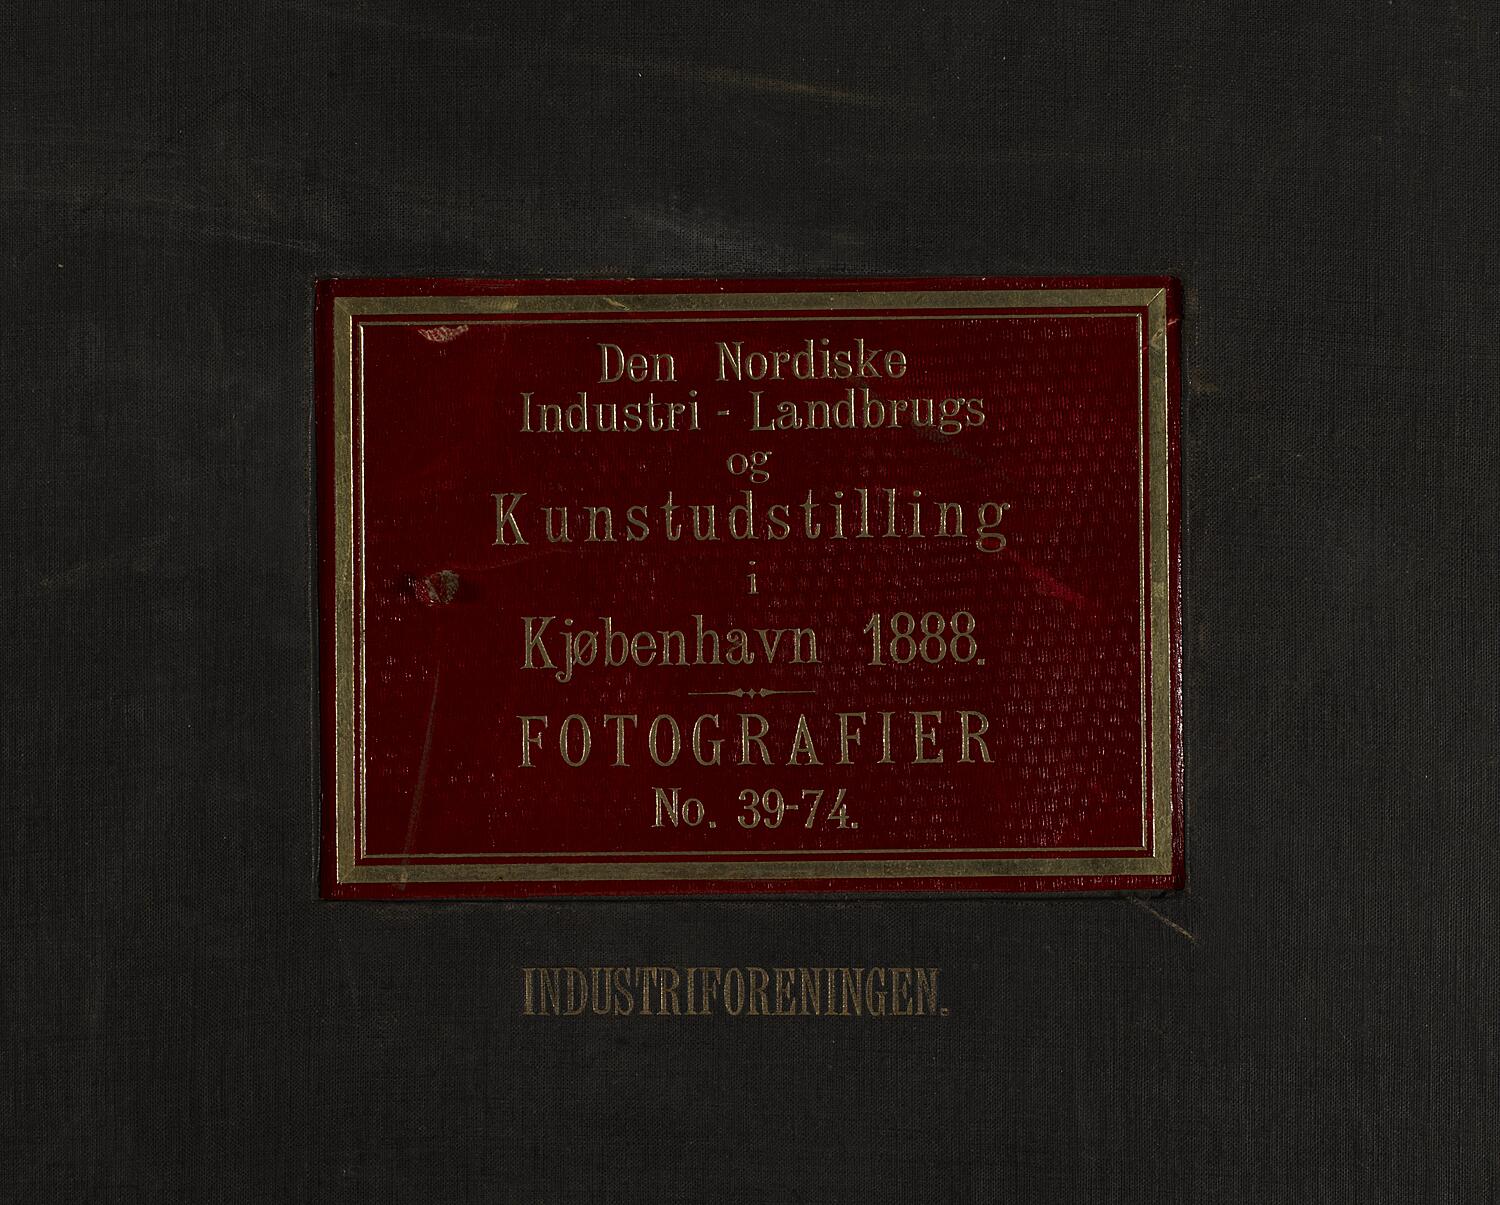 Den Nordiske
Industri - Landbrugs
og
Kunstudstilling
i
Kjøbenhavn 1888.
FOTOGRAFIER
No. 39-74.
INDUSTRIFORENINGEN.